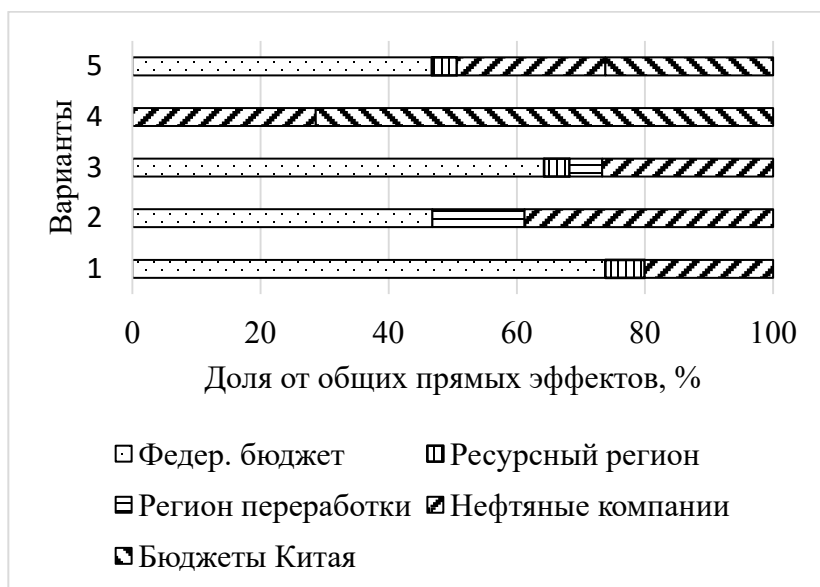 Варианты
5
4
3
2
1
0 20 40 60 80 100
Доля от общих прямых эффектов, %
Федер. бюджет Ресурсный регион
Регион переработки Нефтяные компании
Бюджеты Китая